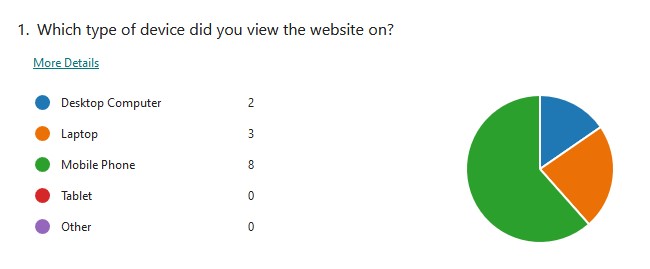 1. Which type of device did you view the website on?
More Details
Desktop Computer 2
Laptop 3
Mobile Phone 8
Tablet 0
Other 0